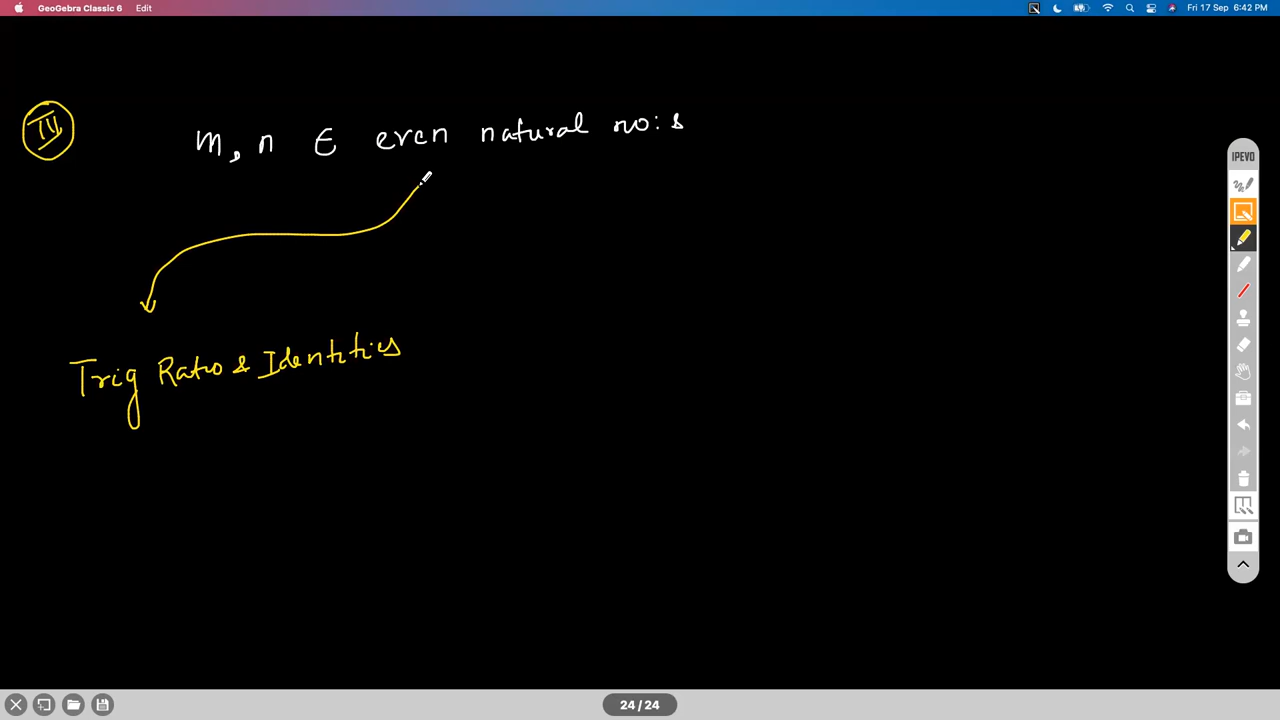 GeoGebra Classic 6 Edit Fri 17 Sep 6:42 PM
IV
m, n ∈ even natural no:s
IPEVO
Trig Ratio & Identities
24 / 24